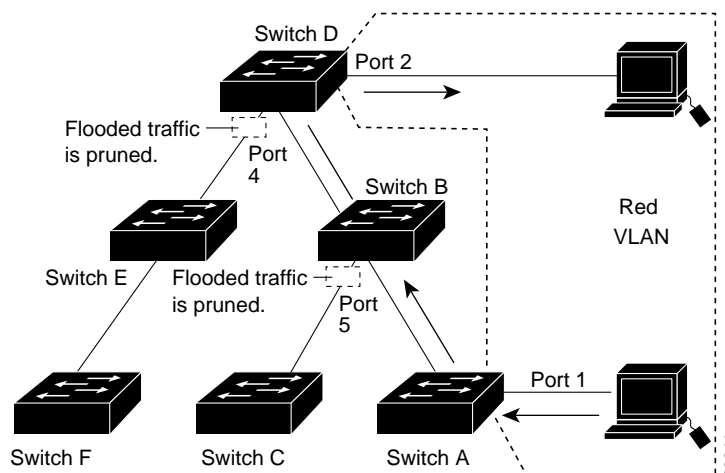 Switch D
Port 2
Flooded traffic
is pruned.
Port
4
Switch B
Red
VLAN
Switch E
Flooded traffic
is pruned.
Port
5
Port 1
Switch F
Switch C
Switch A